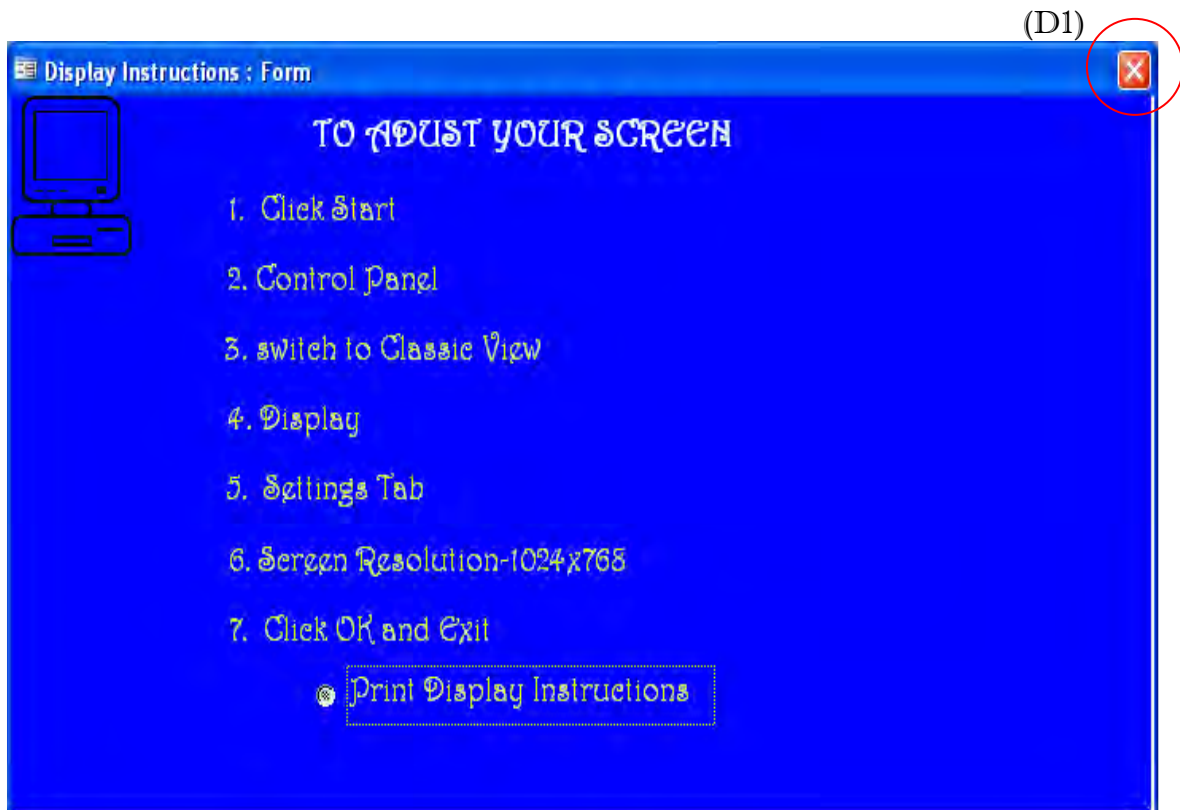 (D1)
Display Instructions : Form
TO ADUST YOUR SCREEN
1. Click Start
2. Control Panel
3. switch to Classic View
4. Display
5. Settings Tab
6. Screen Resolution-1024x768
7. Click OK and Exit
Print Display Instructions